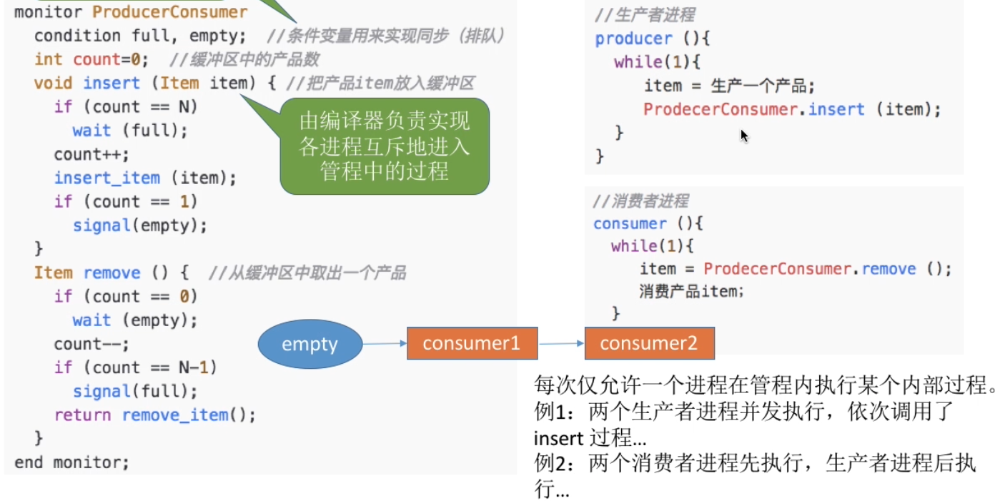 monitor ProducerConsumer
condition full, empty; //条件变量用来实现同步（排队）
int count=0; //缓冲区中的产品数
void insert (Item item) { //把产品item放入缓冲区
if (count == N)
wait (full);
count++;
insert_item (item);
if (count == 1)
signal(empty);
}
Item remove () { //从缓冲区中取出一个产品
if (count == 0)
wait (empty);
count--;
if (count == N-1)
signal(full);
return remove_item();
}
end monitor;
由编译器负责实现
各进程互斥地进入
管程中的过程
//生产者进程
producer (){
while(1){
item = 生产一个产品;
ProdecerConsumer.insert (item);
}
}
//消费者进程
consumer (){
while(1){
item = ProdecerConsumer.remove ();
消费产品item;
}
empty
consumer1
consumer2
每次仅允许一个进程在管程内执行某个内部过程。
例1：两个生产者进程并发执行，依次调用了
insert 过程…
例2：两个消费者进程先执行，生产者进程后执
行…